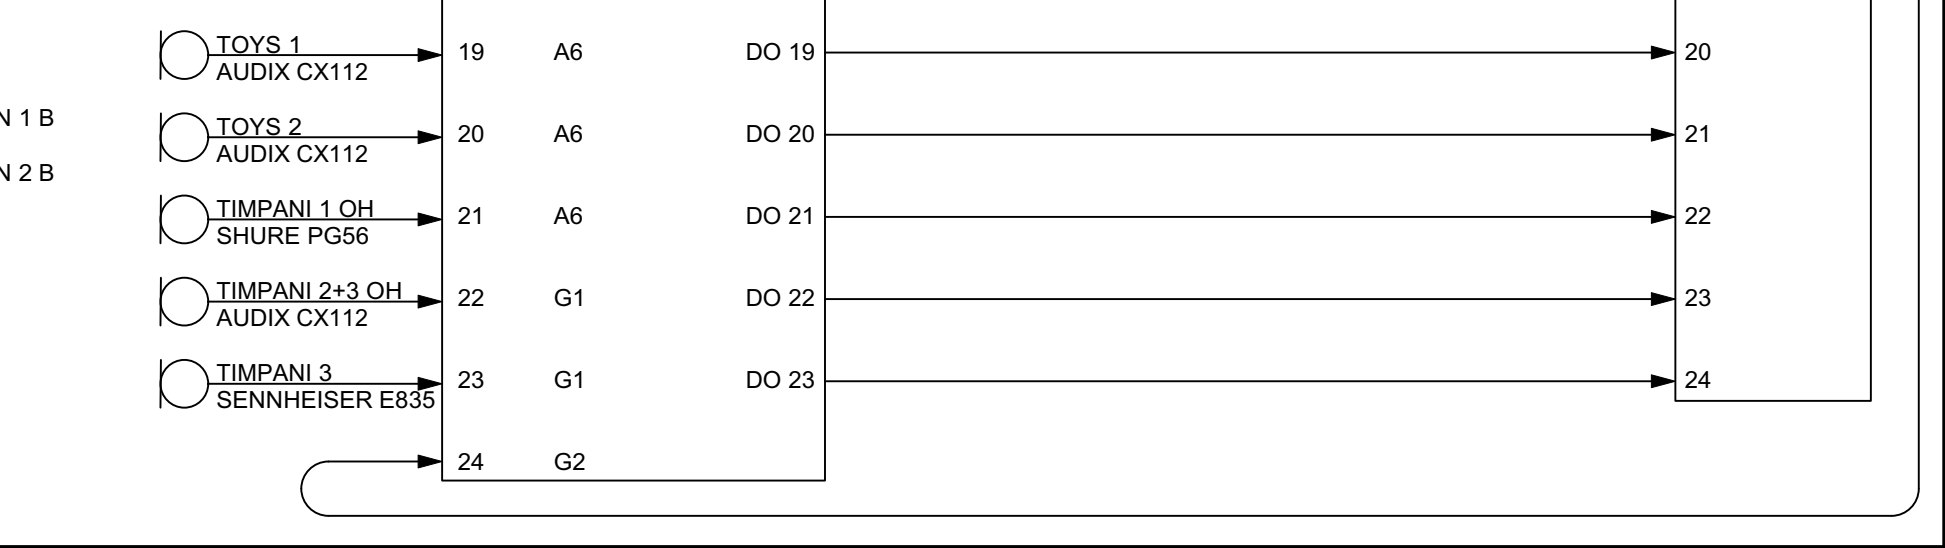 TOYS 1
AUDIX CX112
19 A6 DO 19 20
N 1 B
TOYS 2
AUDIX CX112
20 A6 DO 20 21
N 2 B
TIMPANI 1 OH
SHURE PG56
21 A6 DO 21 22
TIMPANI 2+3 OH
AUDIX CX112
22 G1 DO 22 23
TIMPANI 3
SENNHEISER E835
23 G1 DO 23 24
24 G2